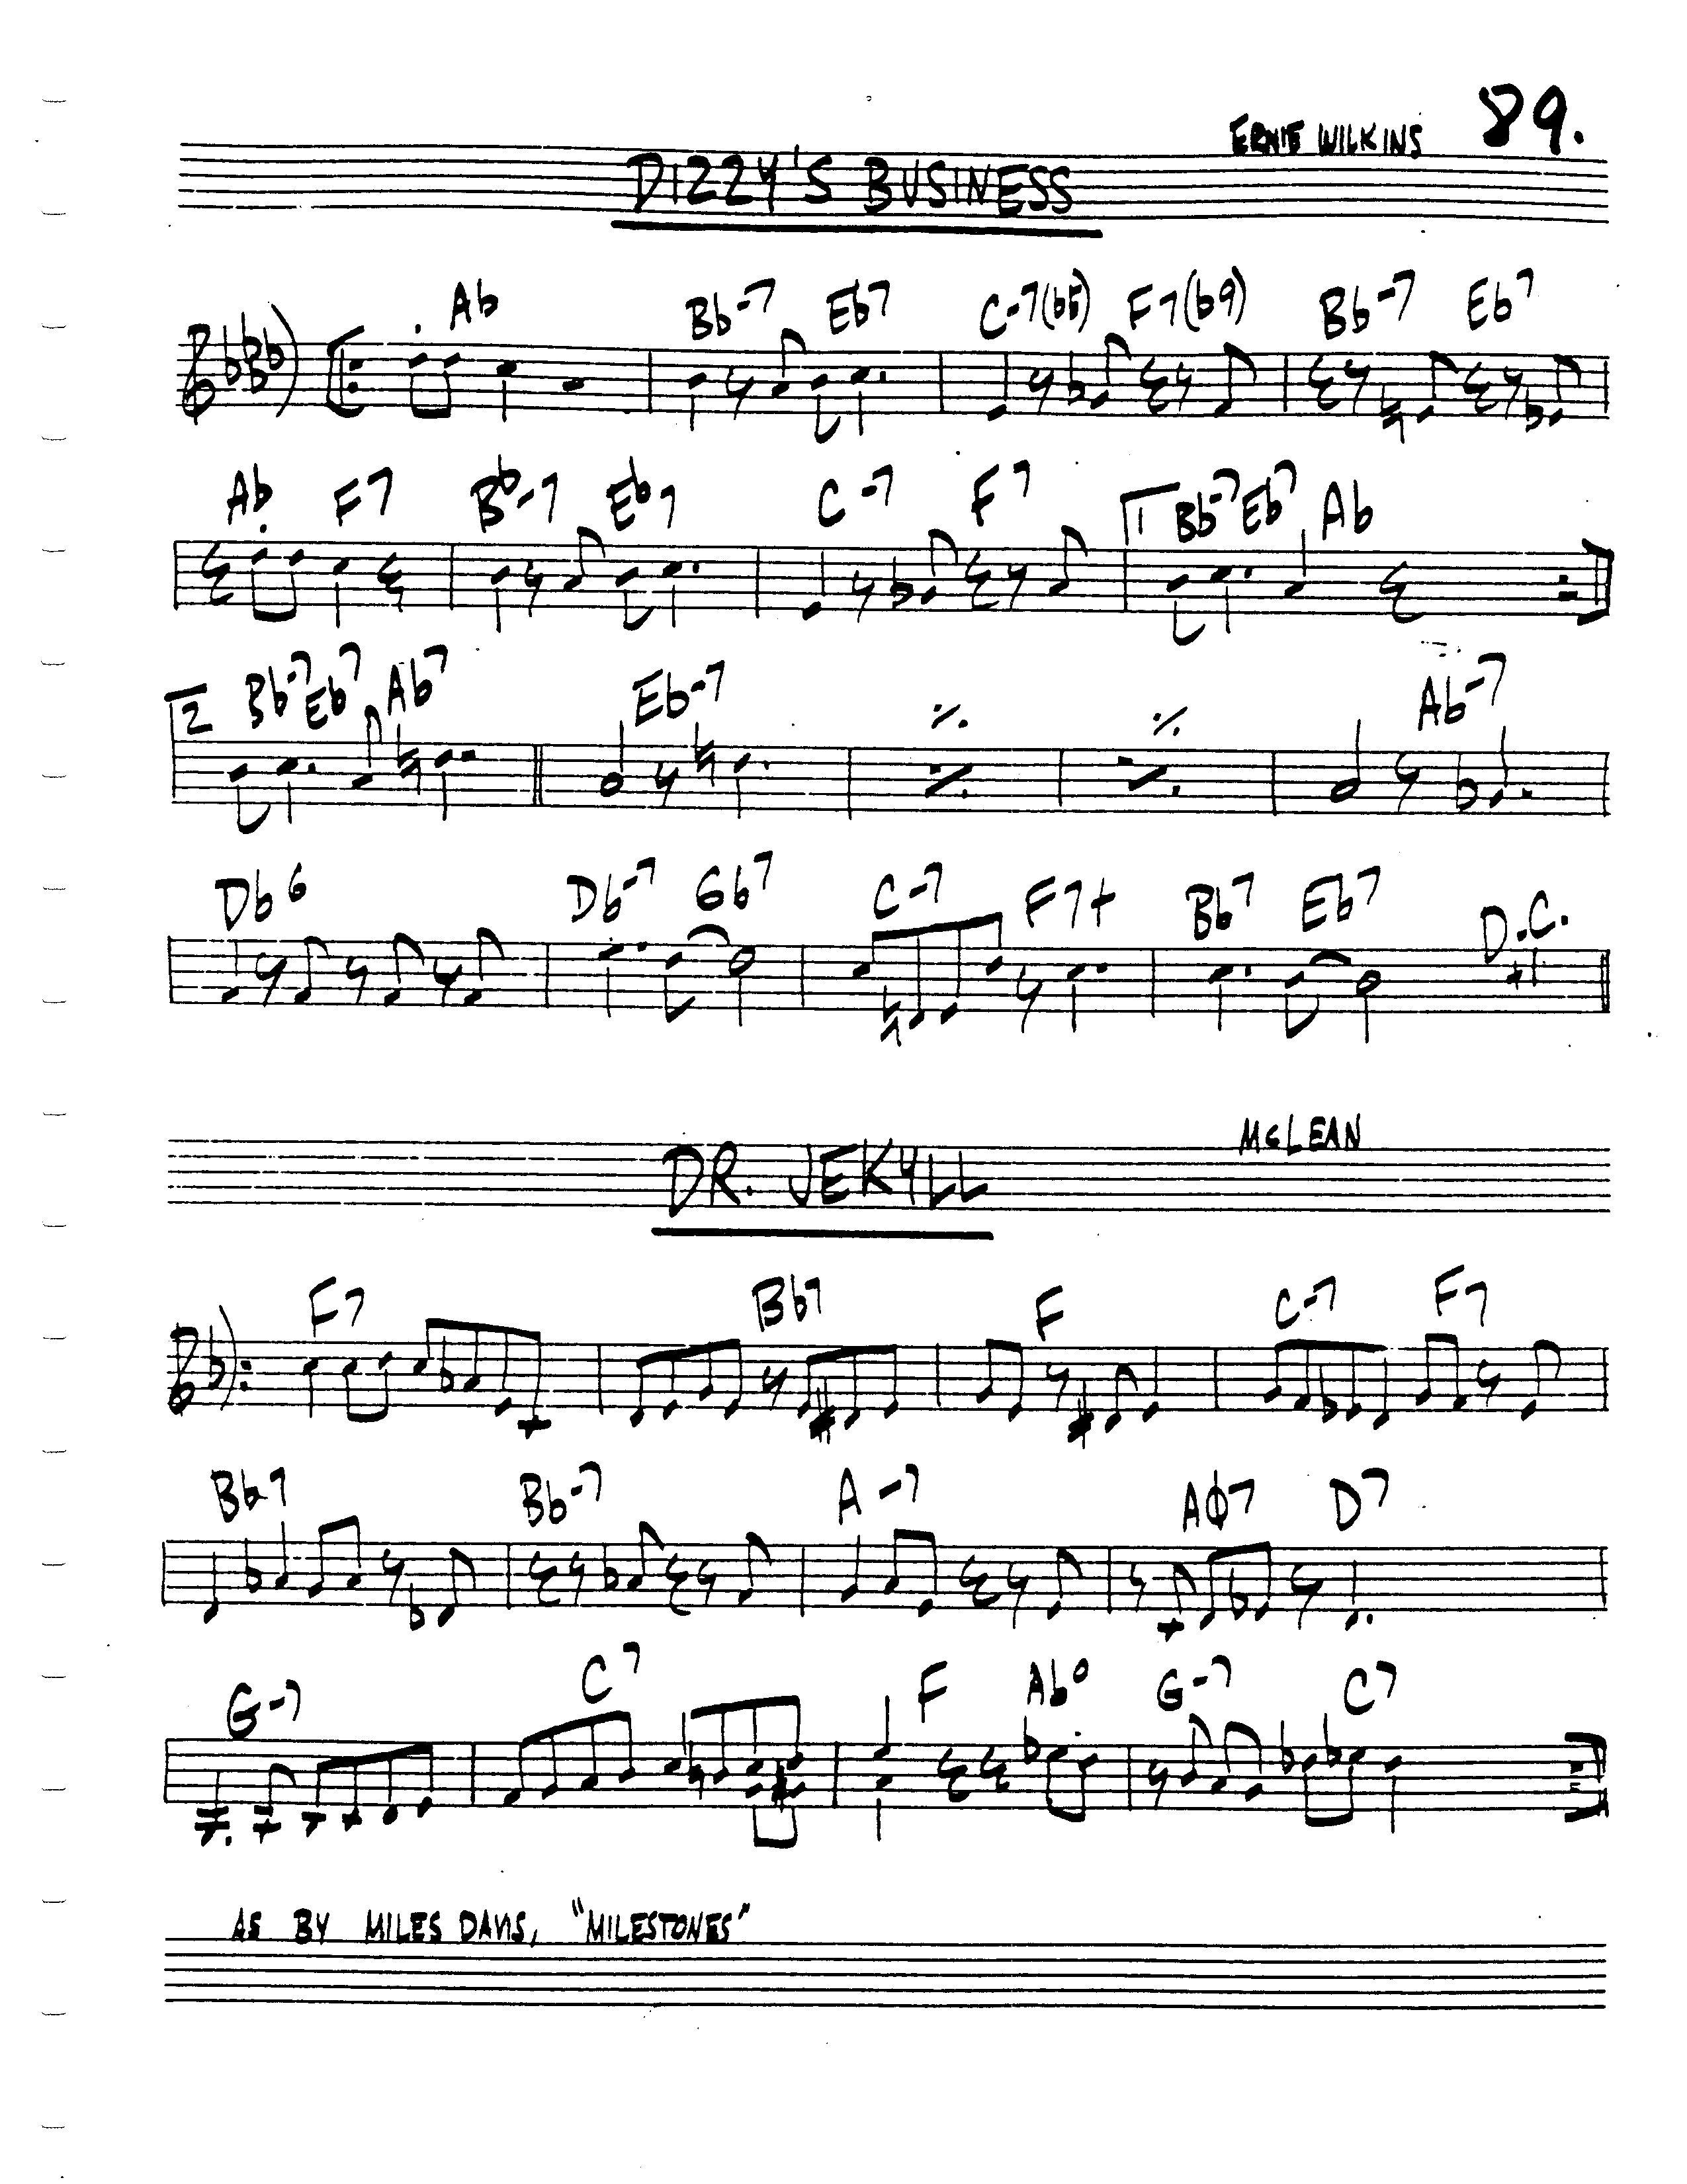 ERNIE WILKINS 89.
DIZZY'S BUSINESS
Ab Bb-7 Eb7 C-7(b5) F7(b9) Bb-7 Eb7
Ab F7 Bb-7 Eb7 C-7 F7 1 Bb-7 Eb7 Ab
2 Bb-7 Eb7 Ab7 Eb-7 Ab-7
Db6 Db-7 Gb7 C-7 F7+ Bb7 Eb7 D.C.
McLEAN
DR. JEKYLL
F7 Bb7 F C-7 F7
Bb7 Bb-7 A-7 Aϕ7 D7
G-7 C7 F Abo G-7 C7
AS BY MILES DAVIS, "MILESTONES"